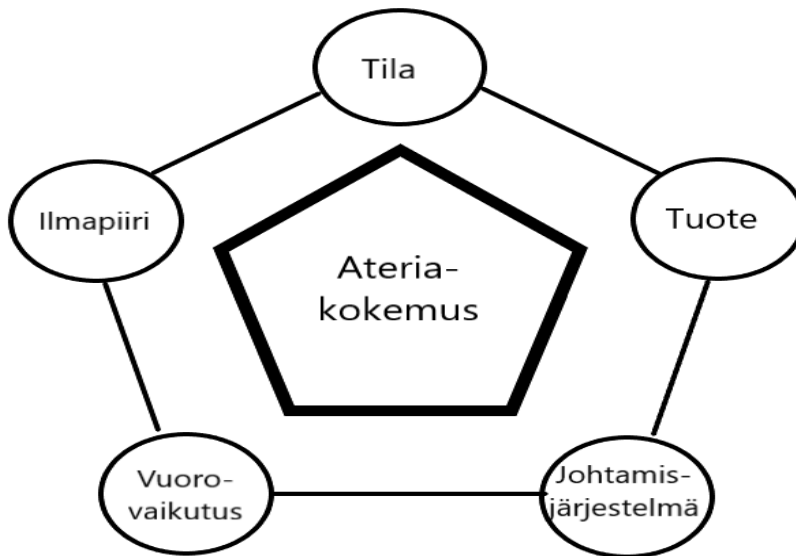 Tila
Ilmapiiri
Tuote
Ateria-
kokemus
Vuoro-
vaikutus
Johtamis-
järjestelmä